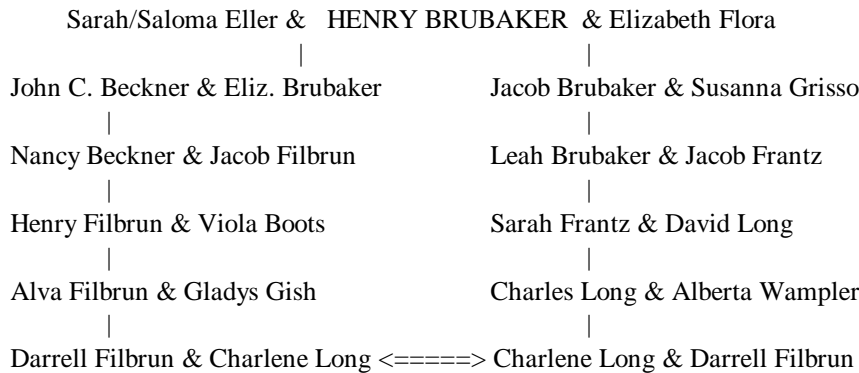 Sarah/Saloma Eller & HENRY BRUBAKER & Elizabeth Flora
| |
John C. Beckner & Eliz. Brubaker Jacob Brubaker & Susanna Grisso
| |
Nancy Beckner & Jacob Filbrun Leah Brubaker & Jacob Frantz
| |
Henry Filbrun & Viola Boots Sarah Frantz & David Long
| |
Alva Filbrun & Gladys Gish Charles Long & Alberta Wampler
| |
Darrell Filbrun & Charlene Long <=====> Charlene Long & Darrell Filbrun